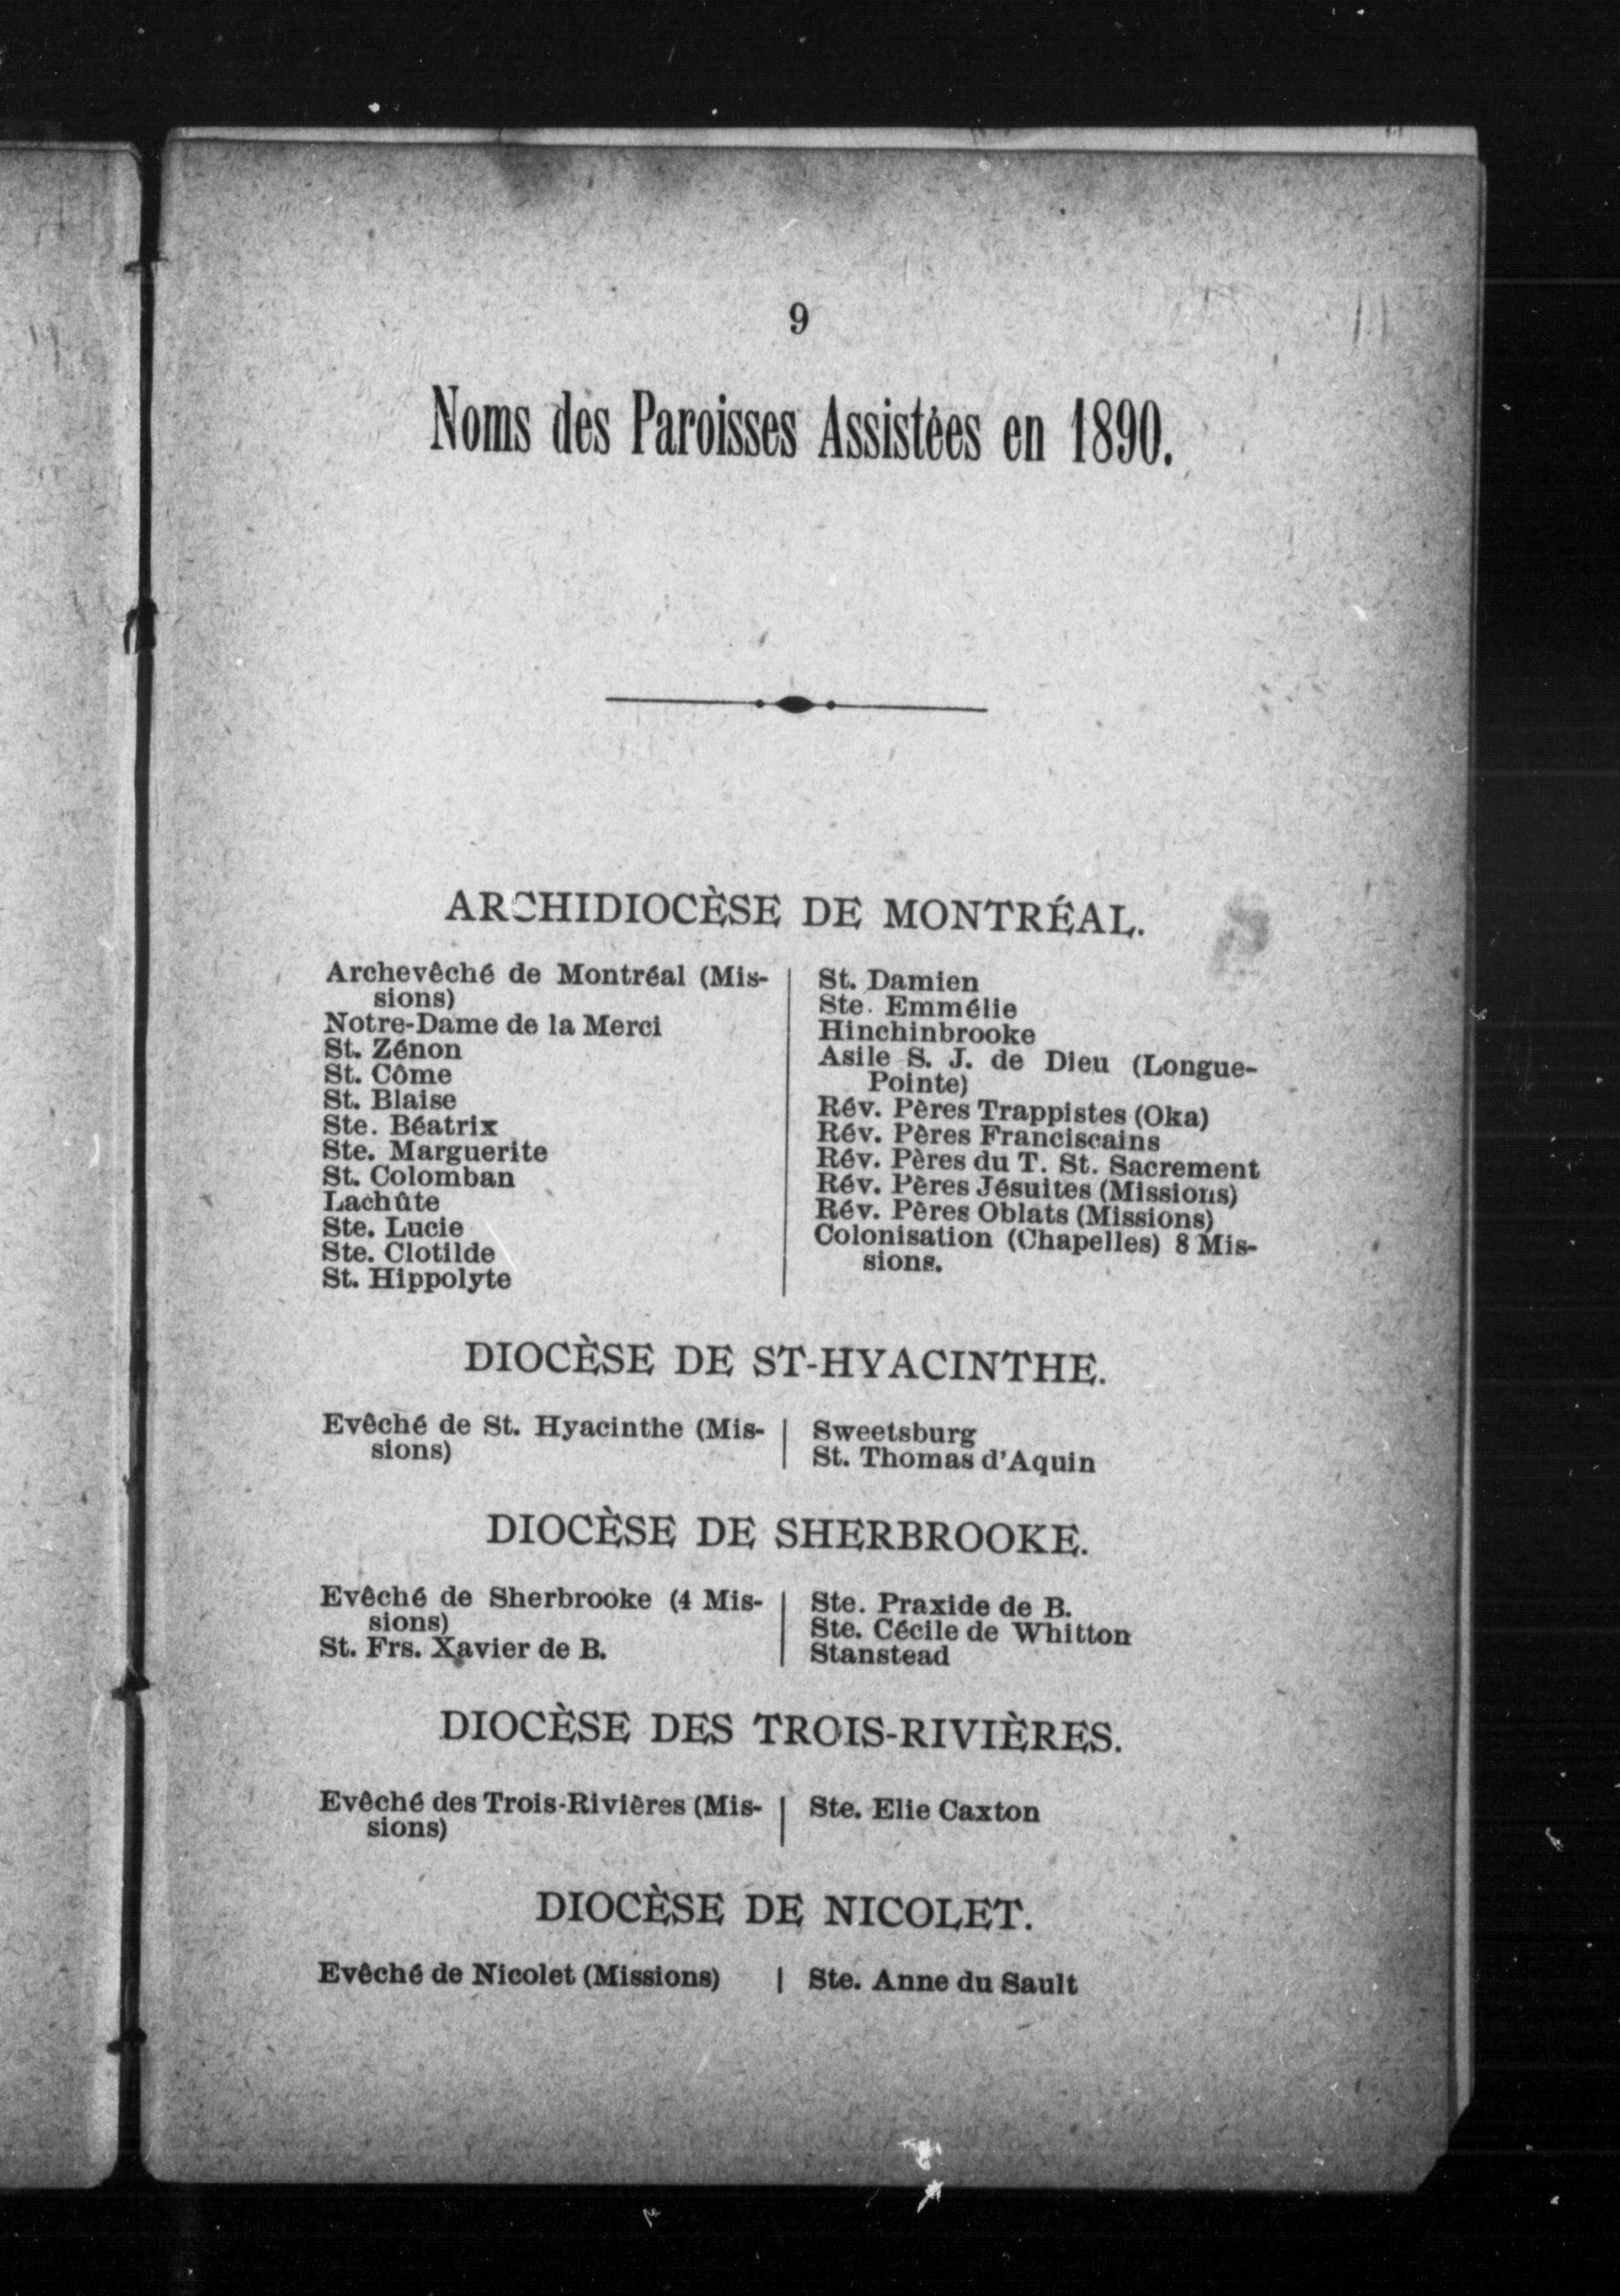 9
Noms des Paroisses Assistées en 1890.
ARCHIDIOCÈSE DE MONTRÉAL.
Archevêché de Montréal (Mis-
sions)
Notre-Dame de la Merci
St. Zénon
St. Côme
St. Blaise
Ste. Béatrix
Ste. Marguerite
St. Colomban
Lachûte
Ste. Lucie
Ste. Clotilde
St. Hippolyte
St. Damien
Ste. Emmélie
Hinchinbrooke
Asile S. J. de Dieu (Longue-
Pointe)
Rév. Pères Trappistes (Oka)
Rév. Pères Franciscains
Rév. Pères du T. St. Sacrement
Rév. Pères Jésuites (Missions)
Rév. Pères Oblats (Missions)
Colonisation (Chapelles) 8 Mis-
sions.
DIOCÈSE DE ST-HYACINTHE.
Evêché de St. Hyacinthe (Mis-
sions)
Sweetsburg
St. Thomas d'Aquin
DIOCÈSE DE SHERBROOKE.
Evêché de Sherbrooke (4 Mis-
sions)
St. Frs. Xavier de B.
Ste. Praxide de B.
Ste. Cécile de Whitton
Stanstead
DIOCÈSE DES TROIS-RIVIÈRES.
Evêché des Trois-Rivières (Mis-
sions)
Ste. Elie Caxton
DIOCÈSE DE NICOLET.
Evêché de Nicolet (Missions)
Ste. Anne du Sault